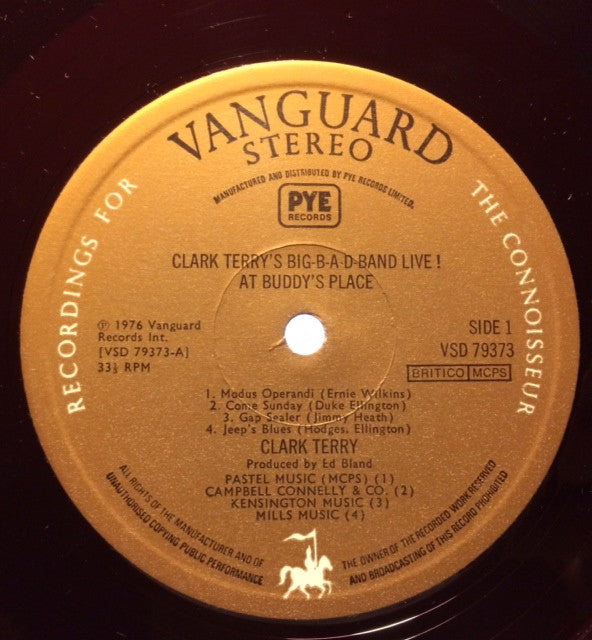 VANGUARD
STEREO
RECORDINGS FOR THE CONNOISSEUR
MANUFACTURED AND DISTRIBUTED BY PYE RECORDS LIMITED.
PYE
RECORDS
CLARK TERRY'S BIG-B-A-D-BAND LIVE!
AT BUDDY'S PLACE
℗ 1976 Vanguard
Records Int.
[VSD 79373-A]
33⅓ RPM
SIDE 1
VSD 79373
BRITICO MCPS
1. Modus Operandi (Ernie Wilkins)
2. Come Sunday (Duke Ellington)
3. Gap Sealer (Jimmy Heath)
4. Jeep's Blues (Hodges, Ellington)
CLARK TERRY
Produced by Ed Bland
PASTEL MUSIC (MCPS) (1)
CAMPBELL CONNELLY & CO. (2)
KENSINGTON MUSIC (3)
MILLS MUSIC (4)
ALL RIGHTS OF THE MANUFACTURER AND OF THE OWNER OF THE RECORDED WORK RESERVED
UNAUTHORISED COPYING PUBLIC PERFORMANCE AND BROADCASTING OF THIS RECORD PROHIBITED